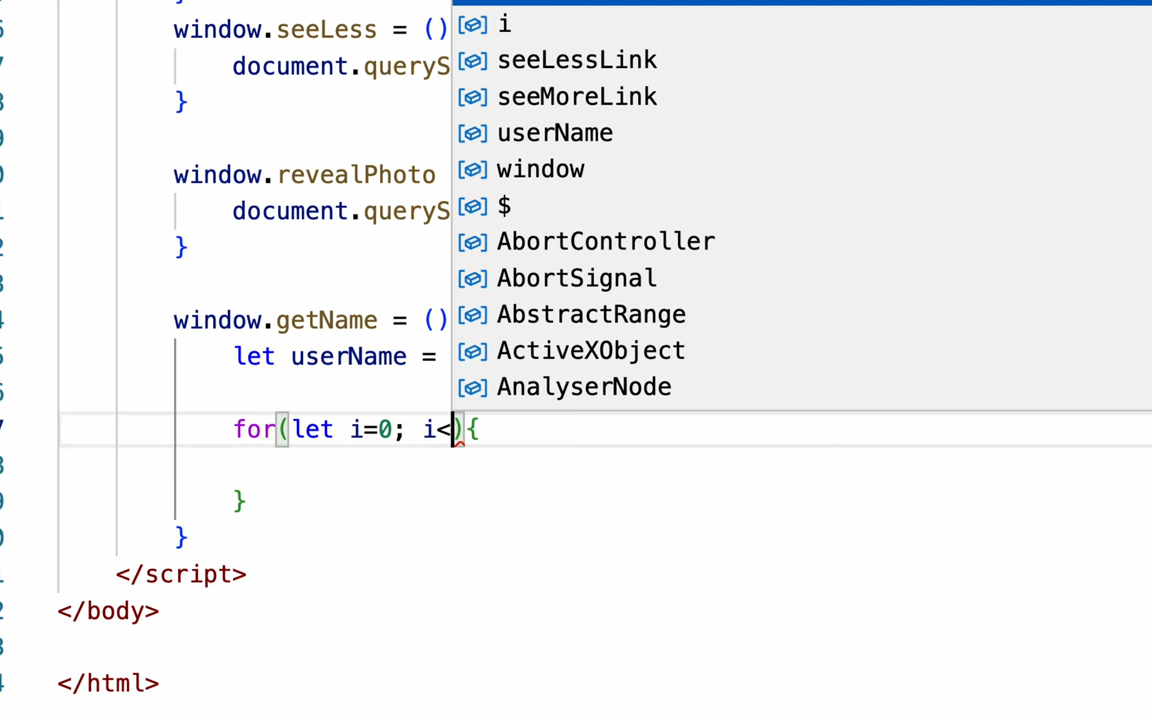 window.seeLess = ()
document.queryS
}
window.revealPhoto
document.queryS
}
window.getName = ()
let userName =
for(let i=0; i<){
}
}
</script>
</body>
</html>
i
seeLessLink
seeMoreLink
userName
window
$
AbortController
AbortSignal
AbstractRange
ActiveXObject
AnalyserNode